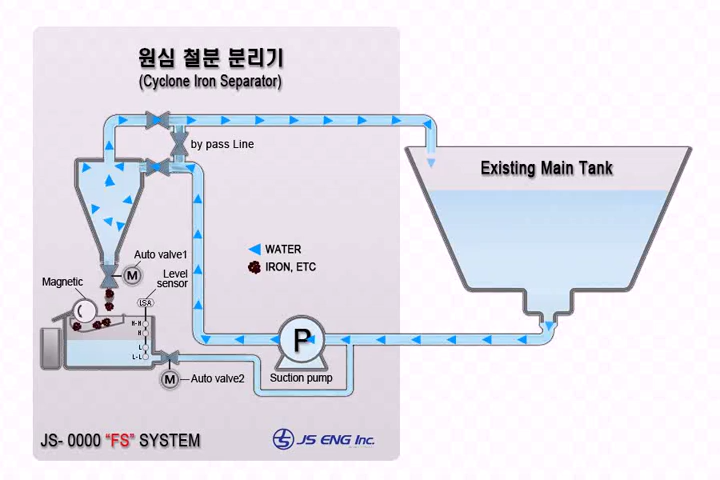 원심 철분 분리기
(Cyclone Iron Separator)
by pass Line
Existing Main Tank
WATER
IRON, ETC
Auto valve1
M
Level
sensor
Magnetic
LSA
H-H
H
L
L-L
P
Suction pump
M
Auto valve2
JS- 0000 “FS” SYSTEM
JS ENG Inc.